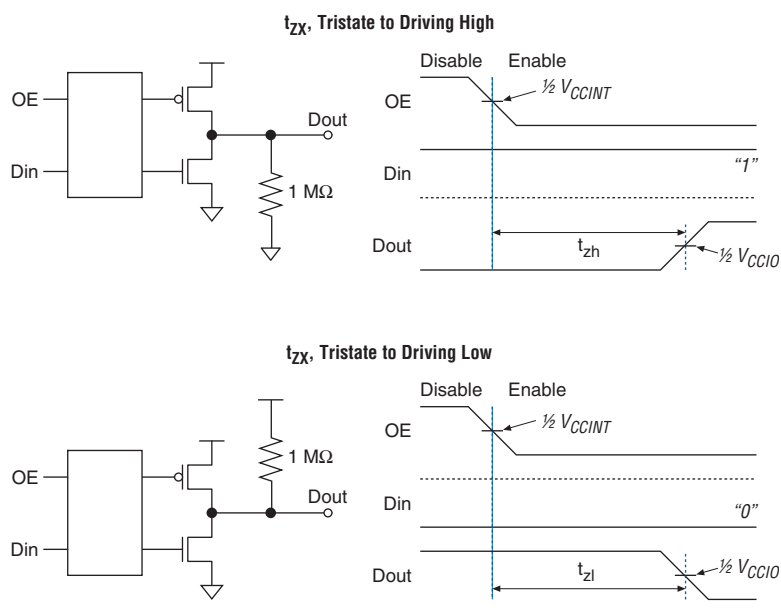 tZX, Tristate to Driving High
Disable Enable
OE
½ VCCINT
OE
Dout
Din
"1"
Din
1 MΩ
Dout
tzh
½ VCCIO
tZX, Tristate to Driving Low
Disable Enable
OE
½ VCCINT
1 MΩ
OE
Dout
Din
"0"
Din
Dout
tzl
½ VCCIO